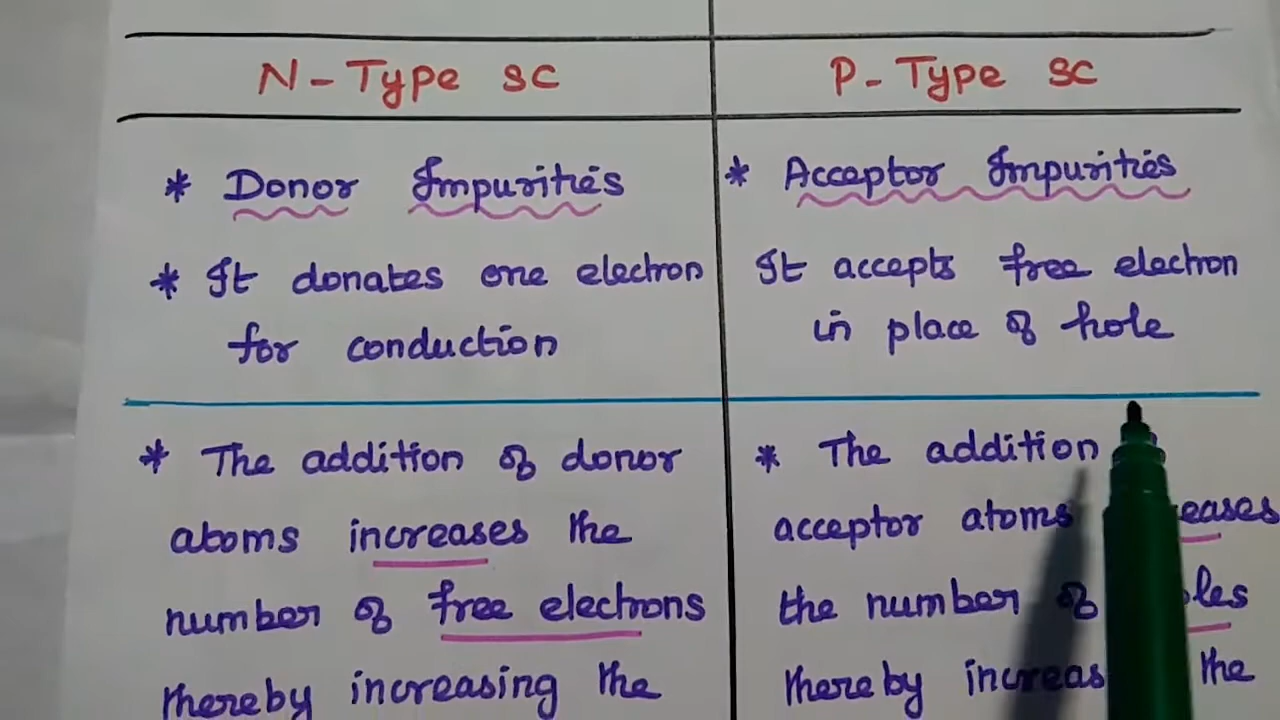 N - Type SC
* Donor Impurities
* It donates one electron
for conduction
* The addition of donor
atoms increases the
number of free electrons
thereby increasing the
P - Type SC
* Acceptor Impurities
It accepts free electron
in place of hole
* The addition
acceptor atoms
the number of
thereby the